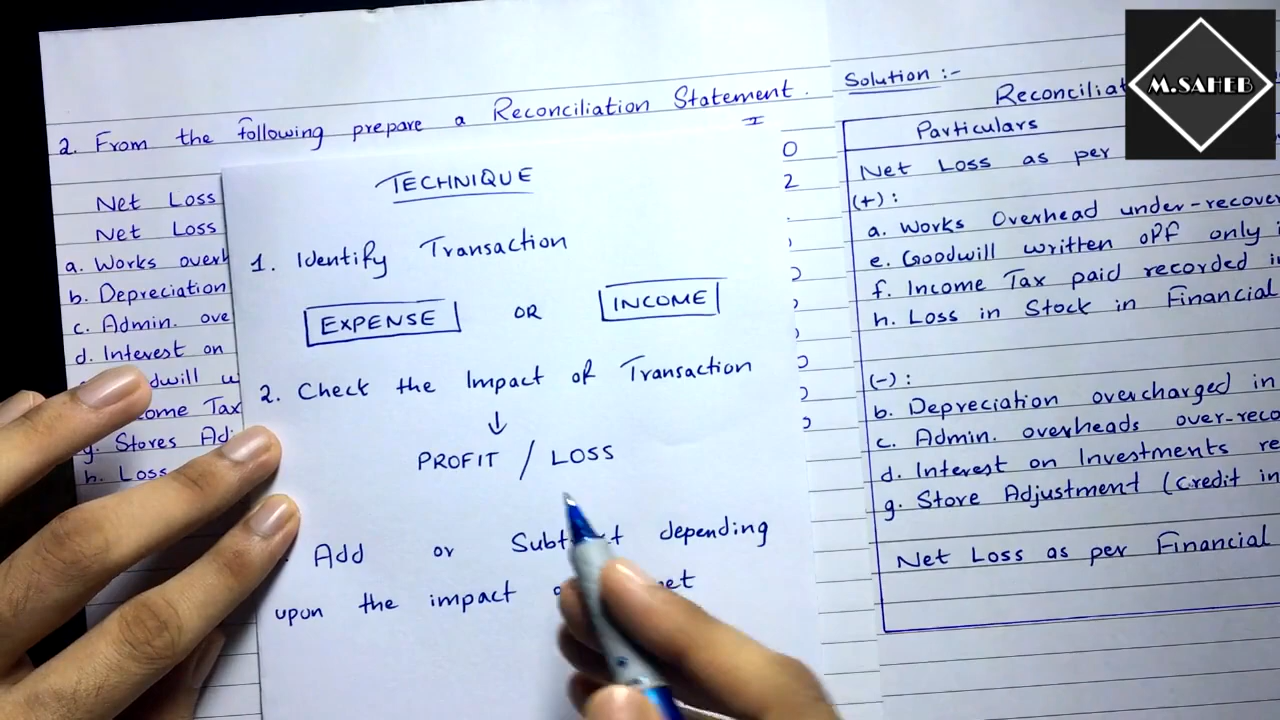 2. From the following prepare a Reconciliation Statement.
Net Loss
Net Loss
a. Works overh
b. Depreciation
c. Admin. ove
d. Interest on
Tax
g. Stores Adj
h. Loss
0
2
TECHNIQUE
1. Identify Transaction
EXPENSE OR INCOME
2. Check the Impact of Transaction
↓
PROFIT / LOSS
Add or depending
upon the impact
Solution :-
Reconciliat
Particulars
Net Loss as per
(+) :
a. Works Overhead under-recover
e. Goodwill written off only i
f. Income Tax paid recorded in
h. Loss in Stock in Financial
(-) :
b. Depreciation overcharged in
c. Admin. overheads over-reco
d. Interest on Investments re
g. Store Adjustment (Credit in
Net Loss as per Financial
M.SAHEB